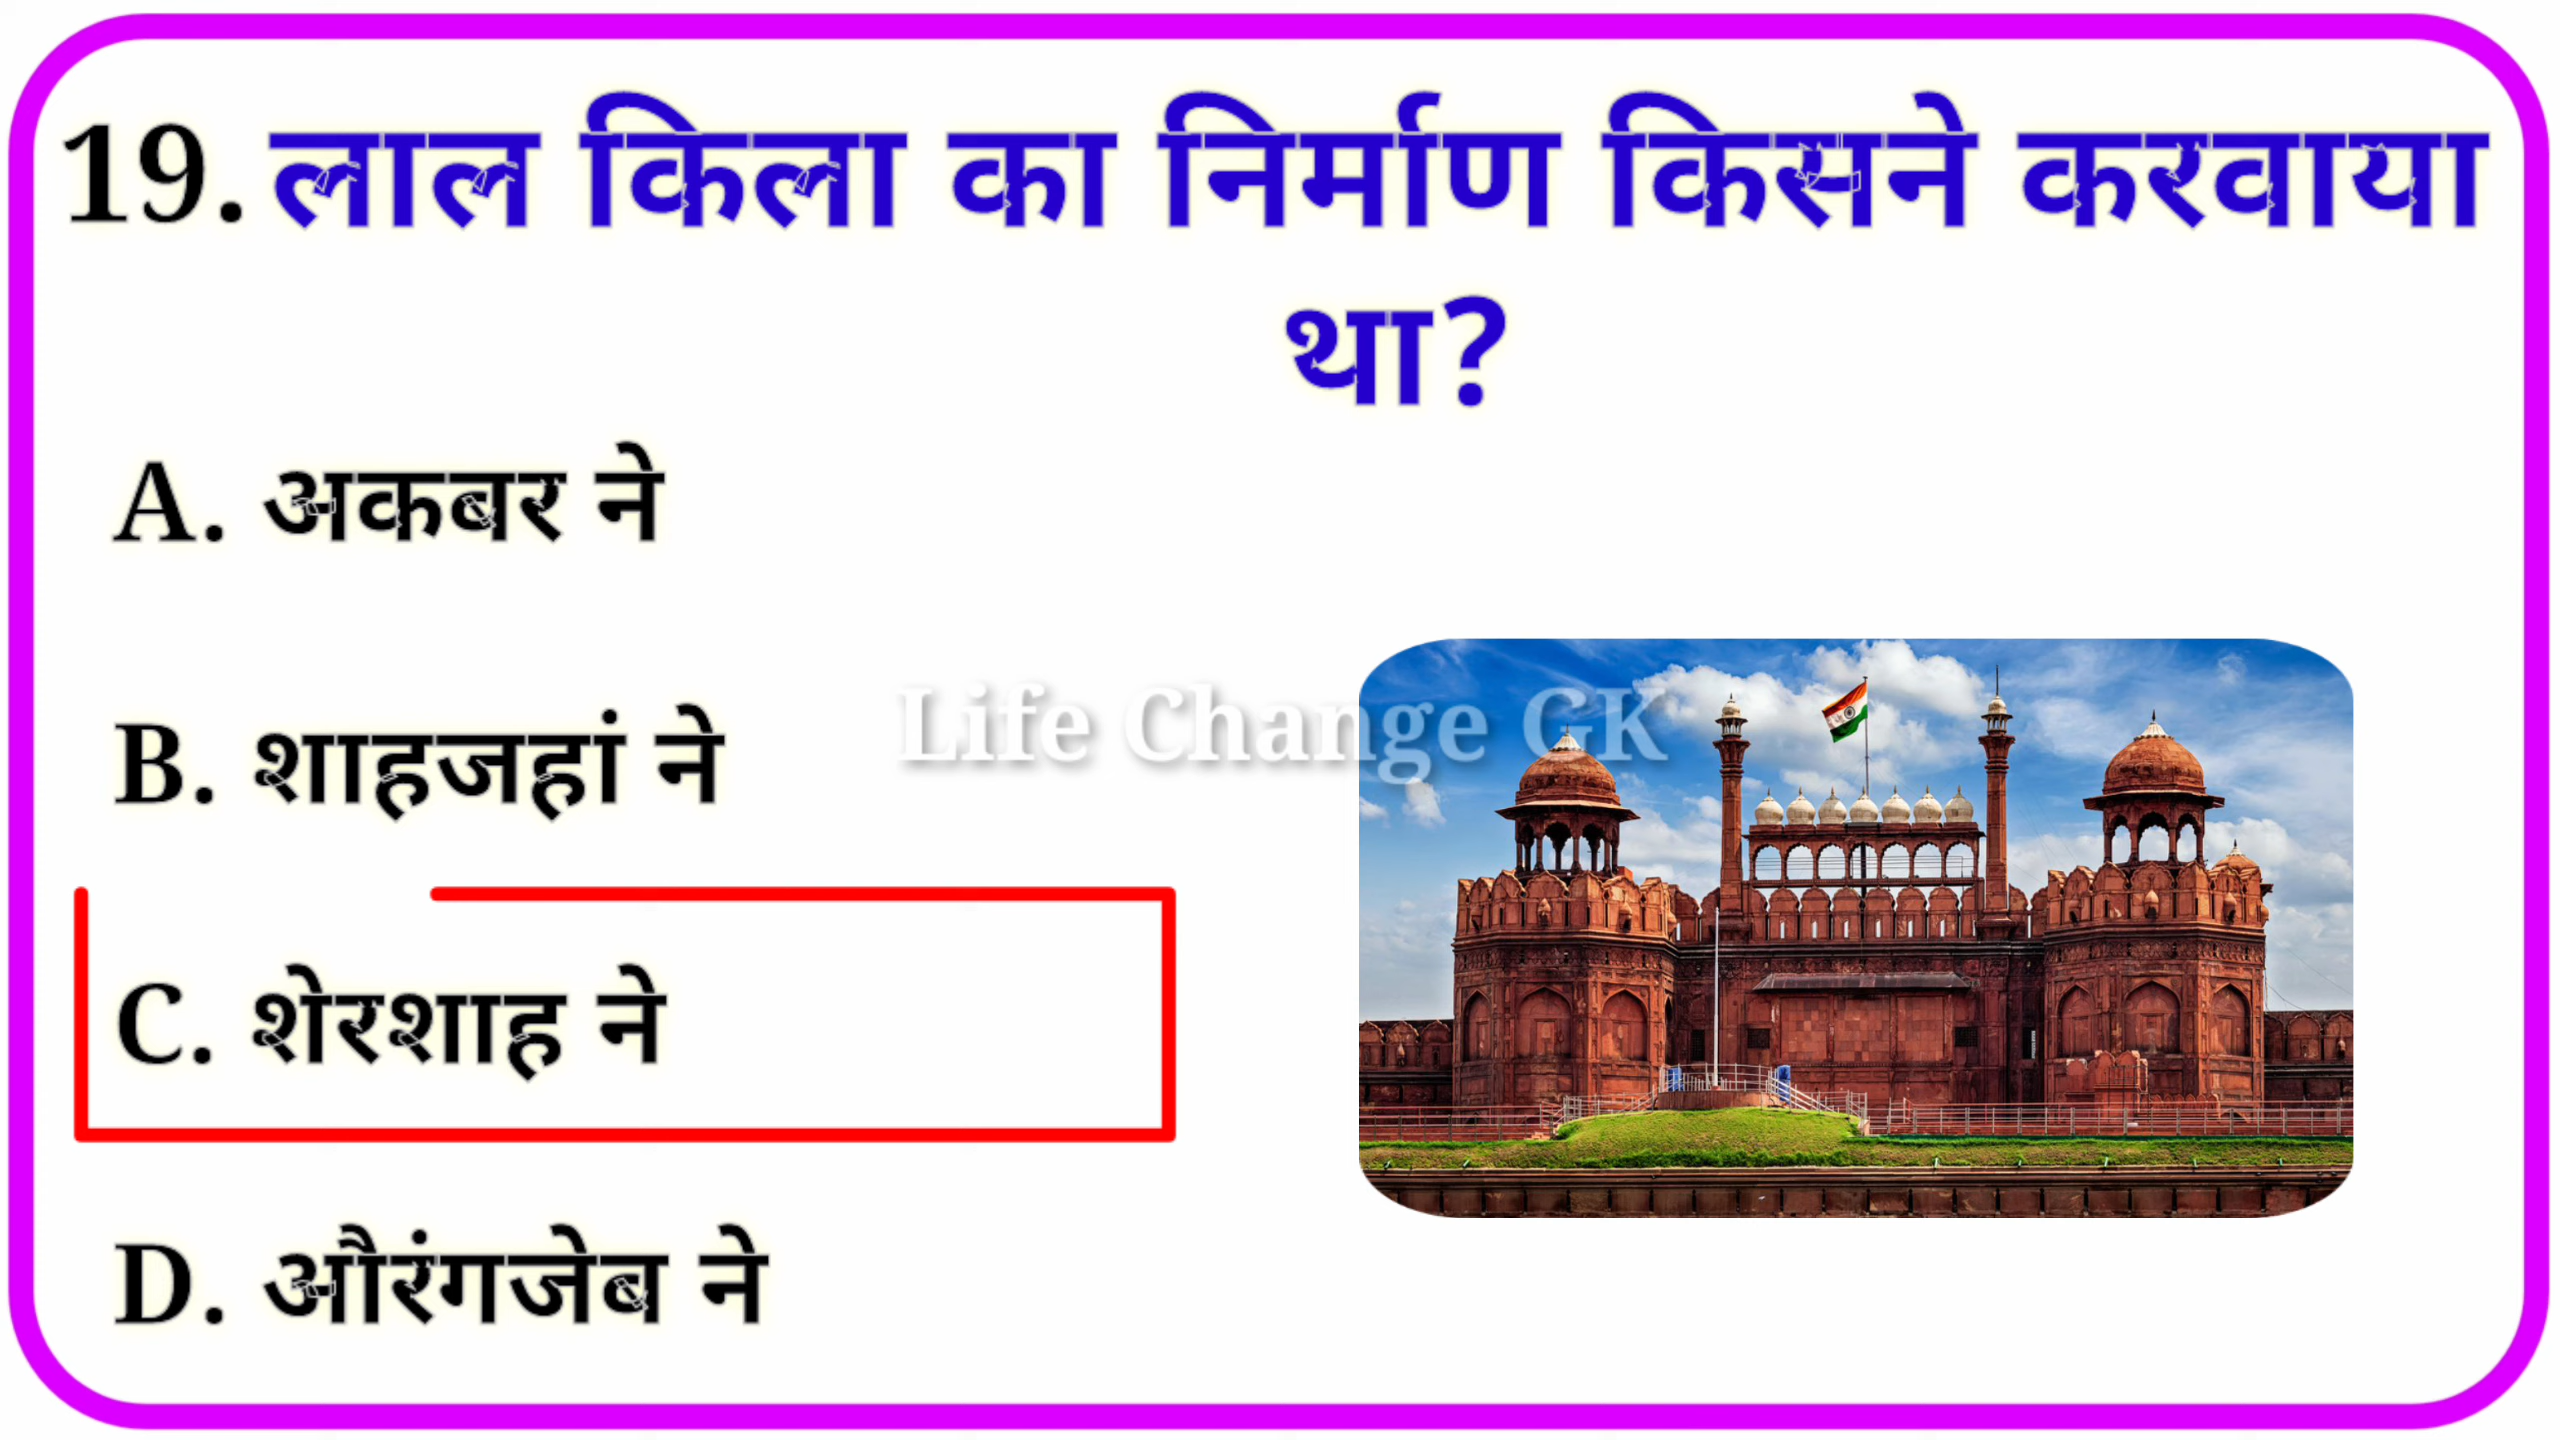 19. लाल किला का निर्माण किसने करवाया
था?
A. अकबर ने
B. शाहजहां ने
Life Change GK
C. शेरशाह ने
D. औरंगजेब ने